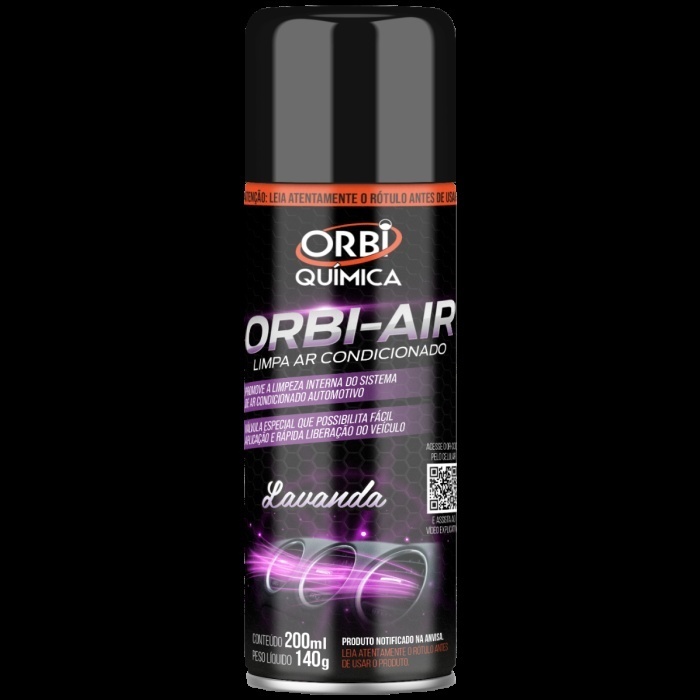 ATENÇÃO: LEIA ATENTAMENTE O RÓTULO ANTES DE USAR
ORBI
QUÍMICA
ORBI-AIR
LIMPA AR CONDICIONADO
PROMOVE A LIMPEZA INTERNA DO SISTEMA
DE AR CONDICIONADO AUTOMOTIVO
VÁLVULA ESPECIAL QUE POSSIBILITA FÁCIL
APLICAÇÃO E RÁPIDA LIBERAÇÃO DO VEÍCULO
ACESSE O QR-CODE
PELO CELULAR
E ASSISTA AO
VÍDEO EXPLICATIVO
Lavanda
CONTEÚDO 200ml
PESO LÍQUIDO 140g
PRODUTO NOTIFICADO NA ANVISA.
LEIA ATENTAMENTE O RÓTULO ANTES
DE USAR O PRODUTO.